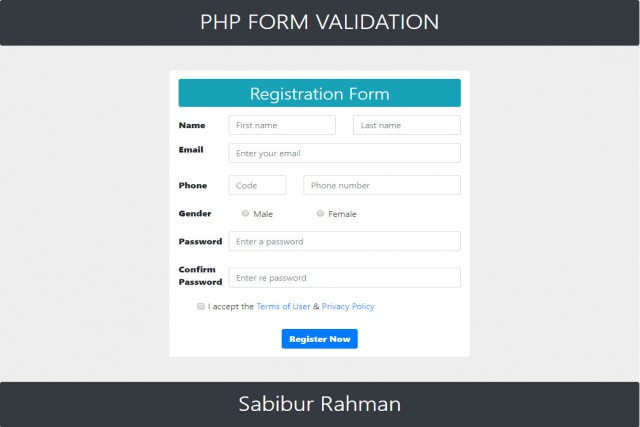 PHP FORM VALIDATION
Registration Form
Name First name Last name
Email Enter your email
Phone Code Phone number
Gender Male Female
Password Enter a password
Confirm
Password Enter re password
I accept the Terms of User & Privacy Policy
Register Now
Sabibur Rahman